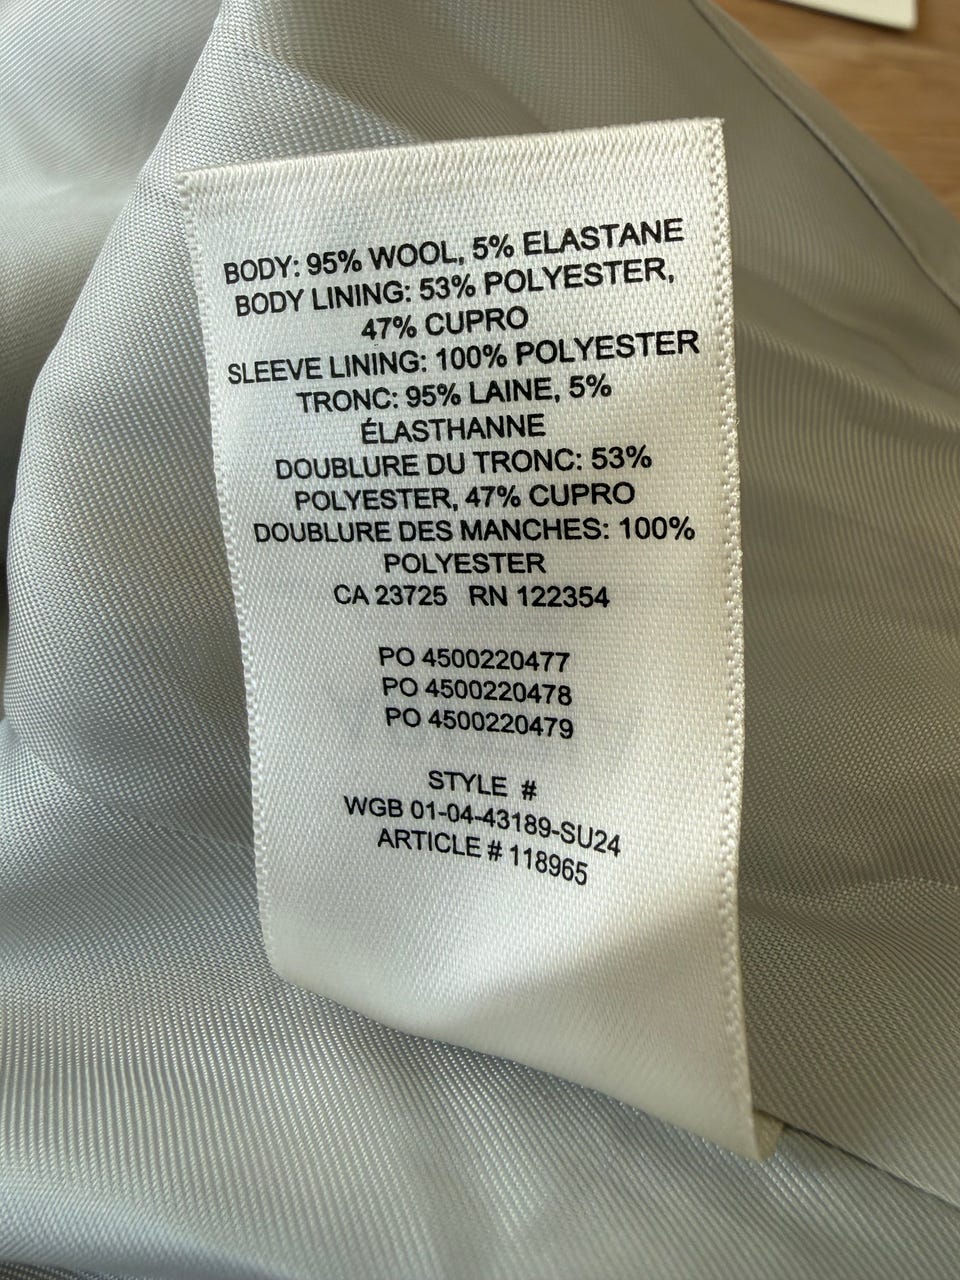 BODY: 95% WOOL, 5% ELASTANE
BODY LINING: 53% POLYESTER,
47% CUPRO
SLEEVE LINING: 100% POLYESTER
TRONC: 95% LAINE, 5%
ÉLASTHANNE
DOUBLURE DU TRONC: 53%
POLYESTER, 47% CUPRO
DOUBLURE DES MANCHES: 100%
POLYESTER
CA 23725 RN 122354
PO 4500220477
PO 4500220478
PO 4500220479
STYLE #
WGB 01-04-43189-SU24
ARTICLE # 118965